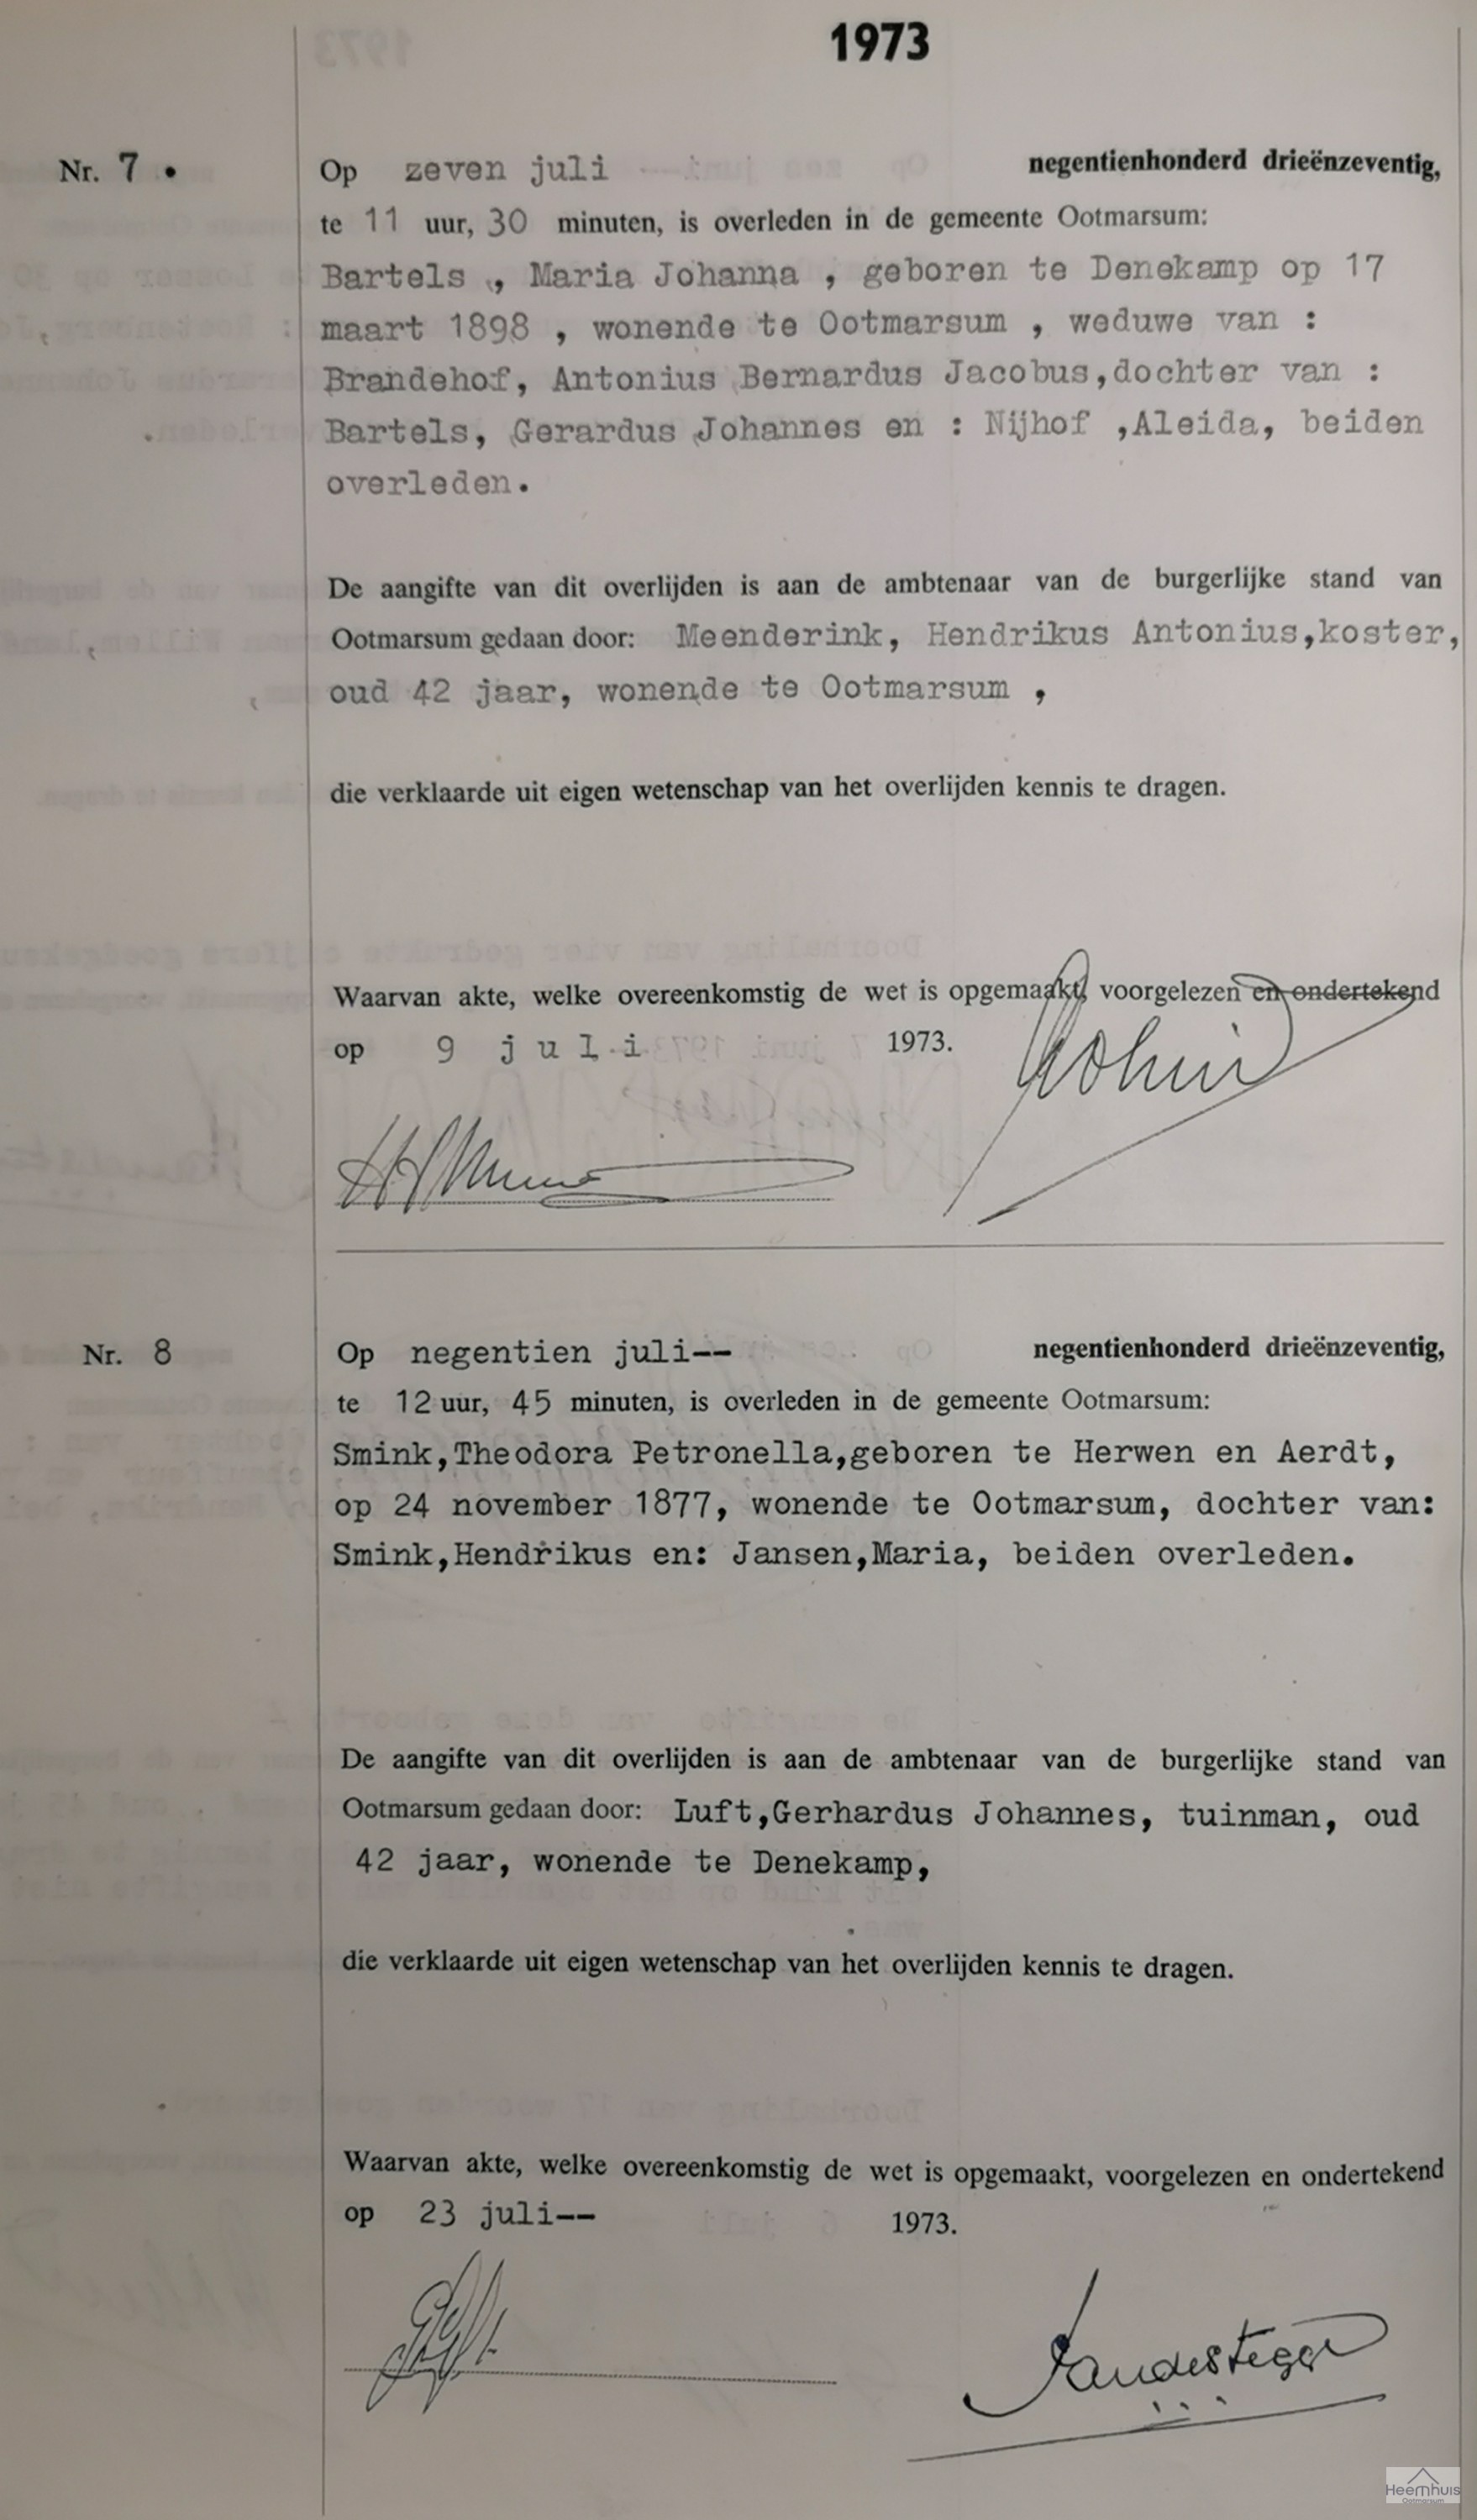 1973
Nr. 7 . Op zeven juli negentienhonderd drieënzeventig,
te 11 uur, 30 minuten, is overleden in de gemeente Ootmarsum:
Bartels , Maria Johanna , geboren te Denekamp op 17
maart 1898 , wonende te Ootmarsum , weduwe van :
Brandehof, Antonius Bernardus Jacobus,dochter van :
Bartels, Gerardus Johannes en : Nijhof ,Aleida, beiden
overleden.
De aangifte van dit overlijden is aan de ambtenaar van de burgerlijke stand van
Ootmarsum gedaan door: Meenderink, Hendrikus Antonius,koster,
oud 42 jaar, wonende te Ootmarsum ,
die verklaarde uit eigen wetenschap van het overlijden kennis te dragen.
Waarvan akte, welke overeenkomstig de wet is opgemaakt, voorgelezen en ondertekend
op 9 j u l i 1973.
Nr. 8 Op negentien juli-- negentienhonderd drieënzeventig,
te 12 uur, 45 minuten, is overleden in de gemeente Ootmarsum:
Smink,Theodora Petronella,geboren te Herwen en Aerdt,
op 24 november 1877, wonende te Ootmarsum, dochter van:
Smink,Hendrikus en: Jansen,Maria, beiden overleden.
De aangifte van dit overlijden is aan de ambtenaar van de burgerlijke stand van
Ootmarsum gedaan door: Luft,Gerhardus Johannes, tuinman, oud
42 jaar, wonende te Denekamp,
die verklaarde uit eigen wetenschap van het overlijden kennis te dragen.
Waarvan akte, welke overeenkomstig de wet is opgemaakt, voorgelezen en ondertekend
op 23 juli-- 1973.
Heemhuis
Ootmarsum